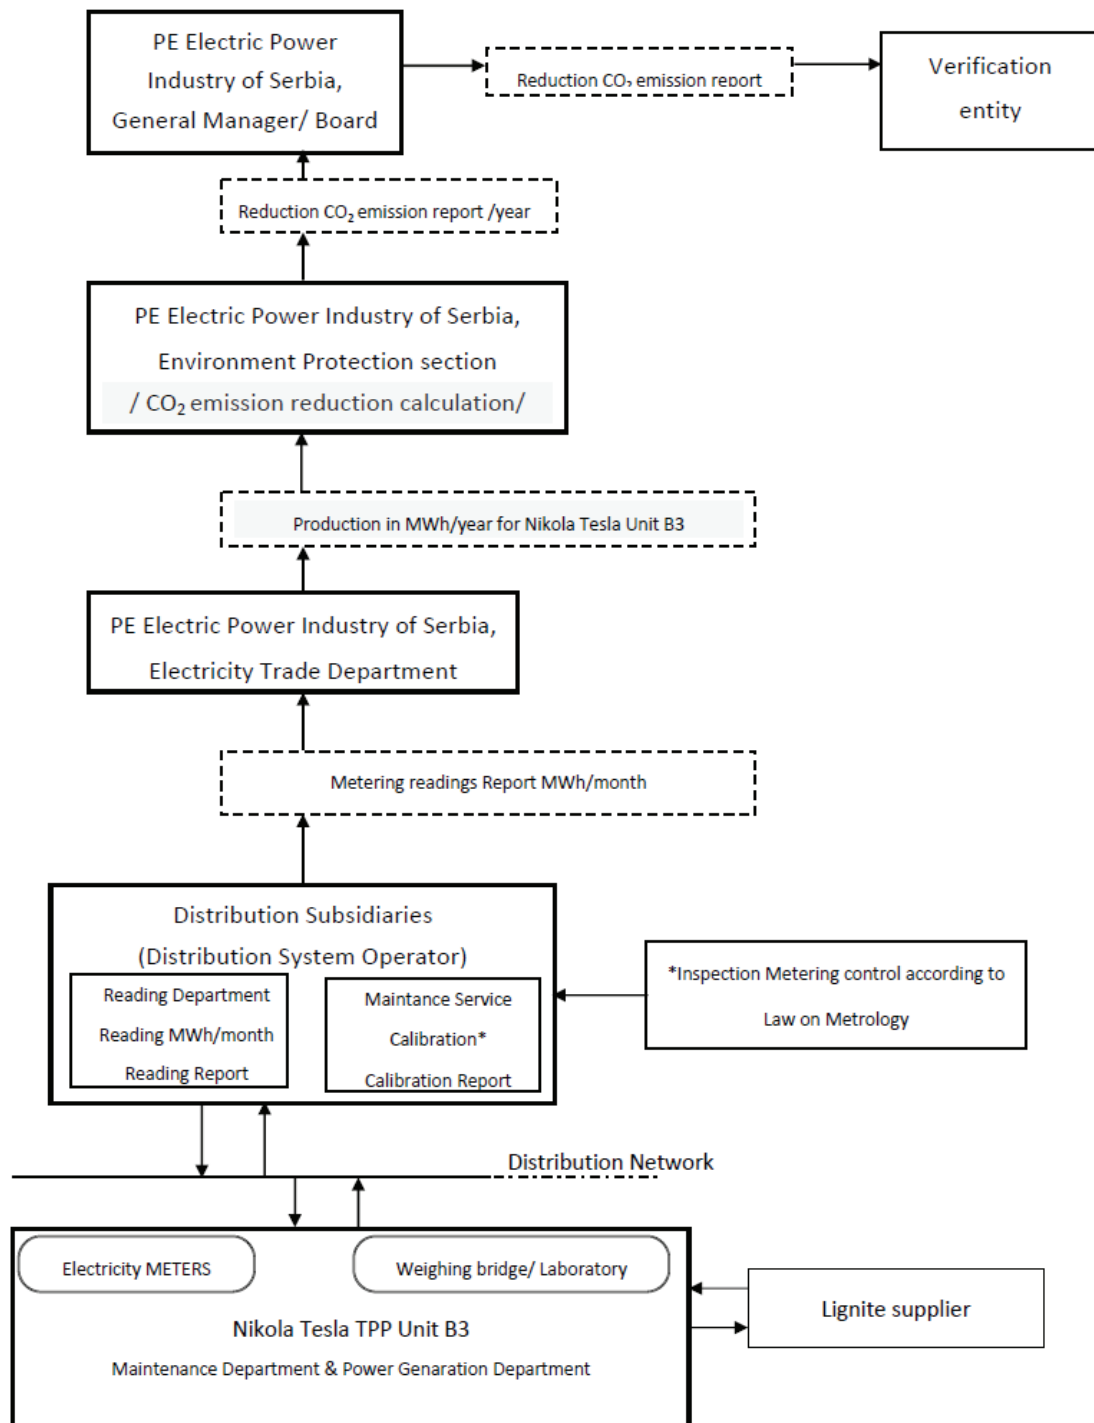 PE Electric Power
Industry of Serbia,
General Manager/ Board
Reduction CO₂ emission report
Verification
entity
Reduction CO₂ emission report /year
PE Electric Power Industry of Serbia,
Environment Protection section
/ CO₂ emission reduction calculation/
Production in MWh/year for Nikola Tesla Unit B3
PE Electric Power Industry of Serbia,
Electricity Trade Department
Metering readings Report MWh/month
Distribution Subsidiaries
(Distribution System Operator)
Reading Department
Reading MWh/month
Reading Report
Maintance Service
Calibration*
Calibration Report
*Inspection Metering control according to
Law on Metrology
Distribution Network
Electricity METERS
Weighing bridge/ Laboratory
Nikola Tesla TPP Unit B3
Maintenance Department & Power Genaration Department
Lignite supplier